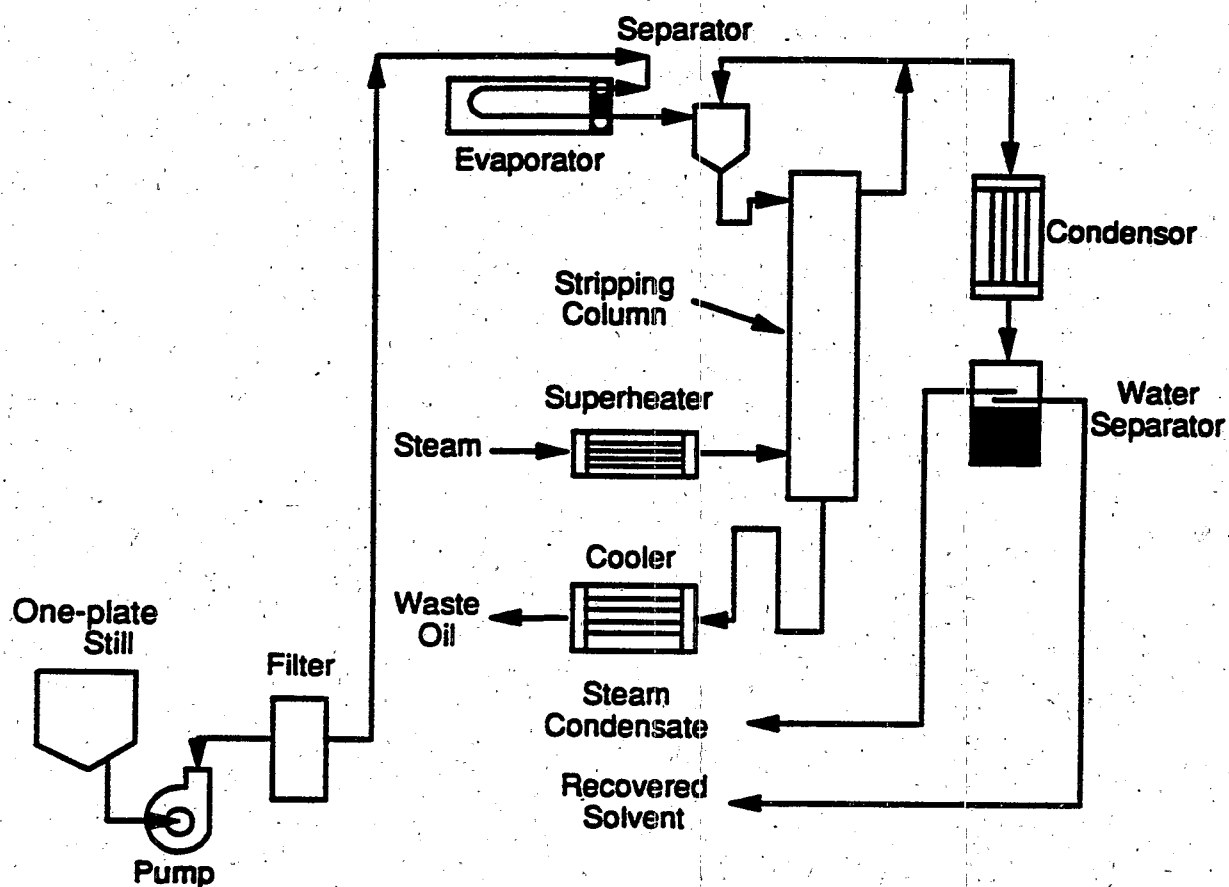 Separator
Evaporator
Condensor
Stripping
Column
Superheater
Steam
Water
Separator
Cooler
Waste
Oil
One-plate
Still
Filter
Steam
Condensate
Recovered
Solvent
Pump